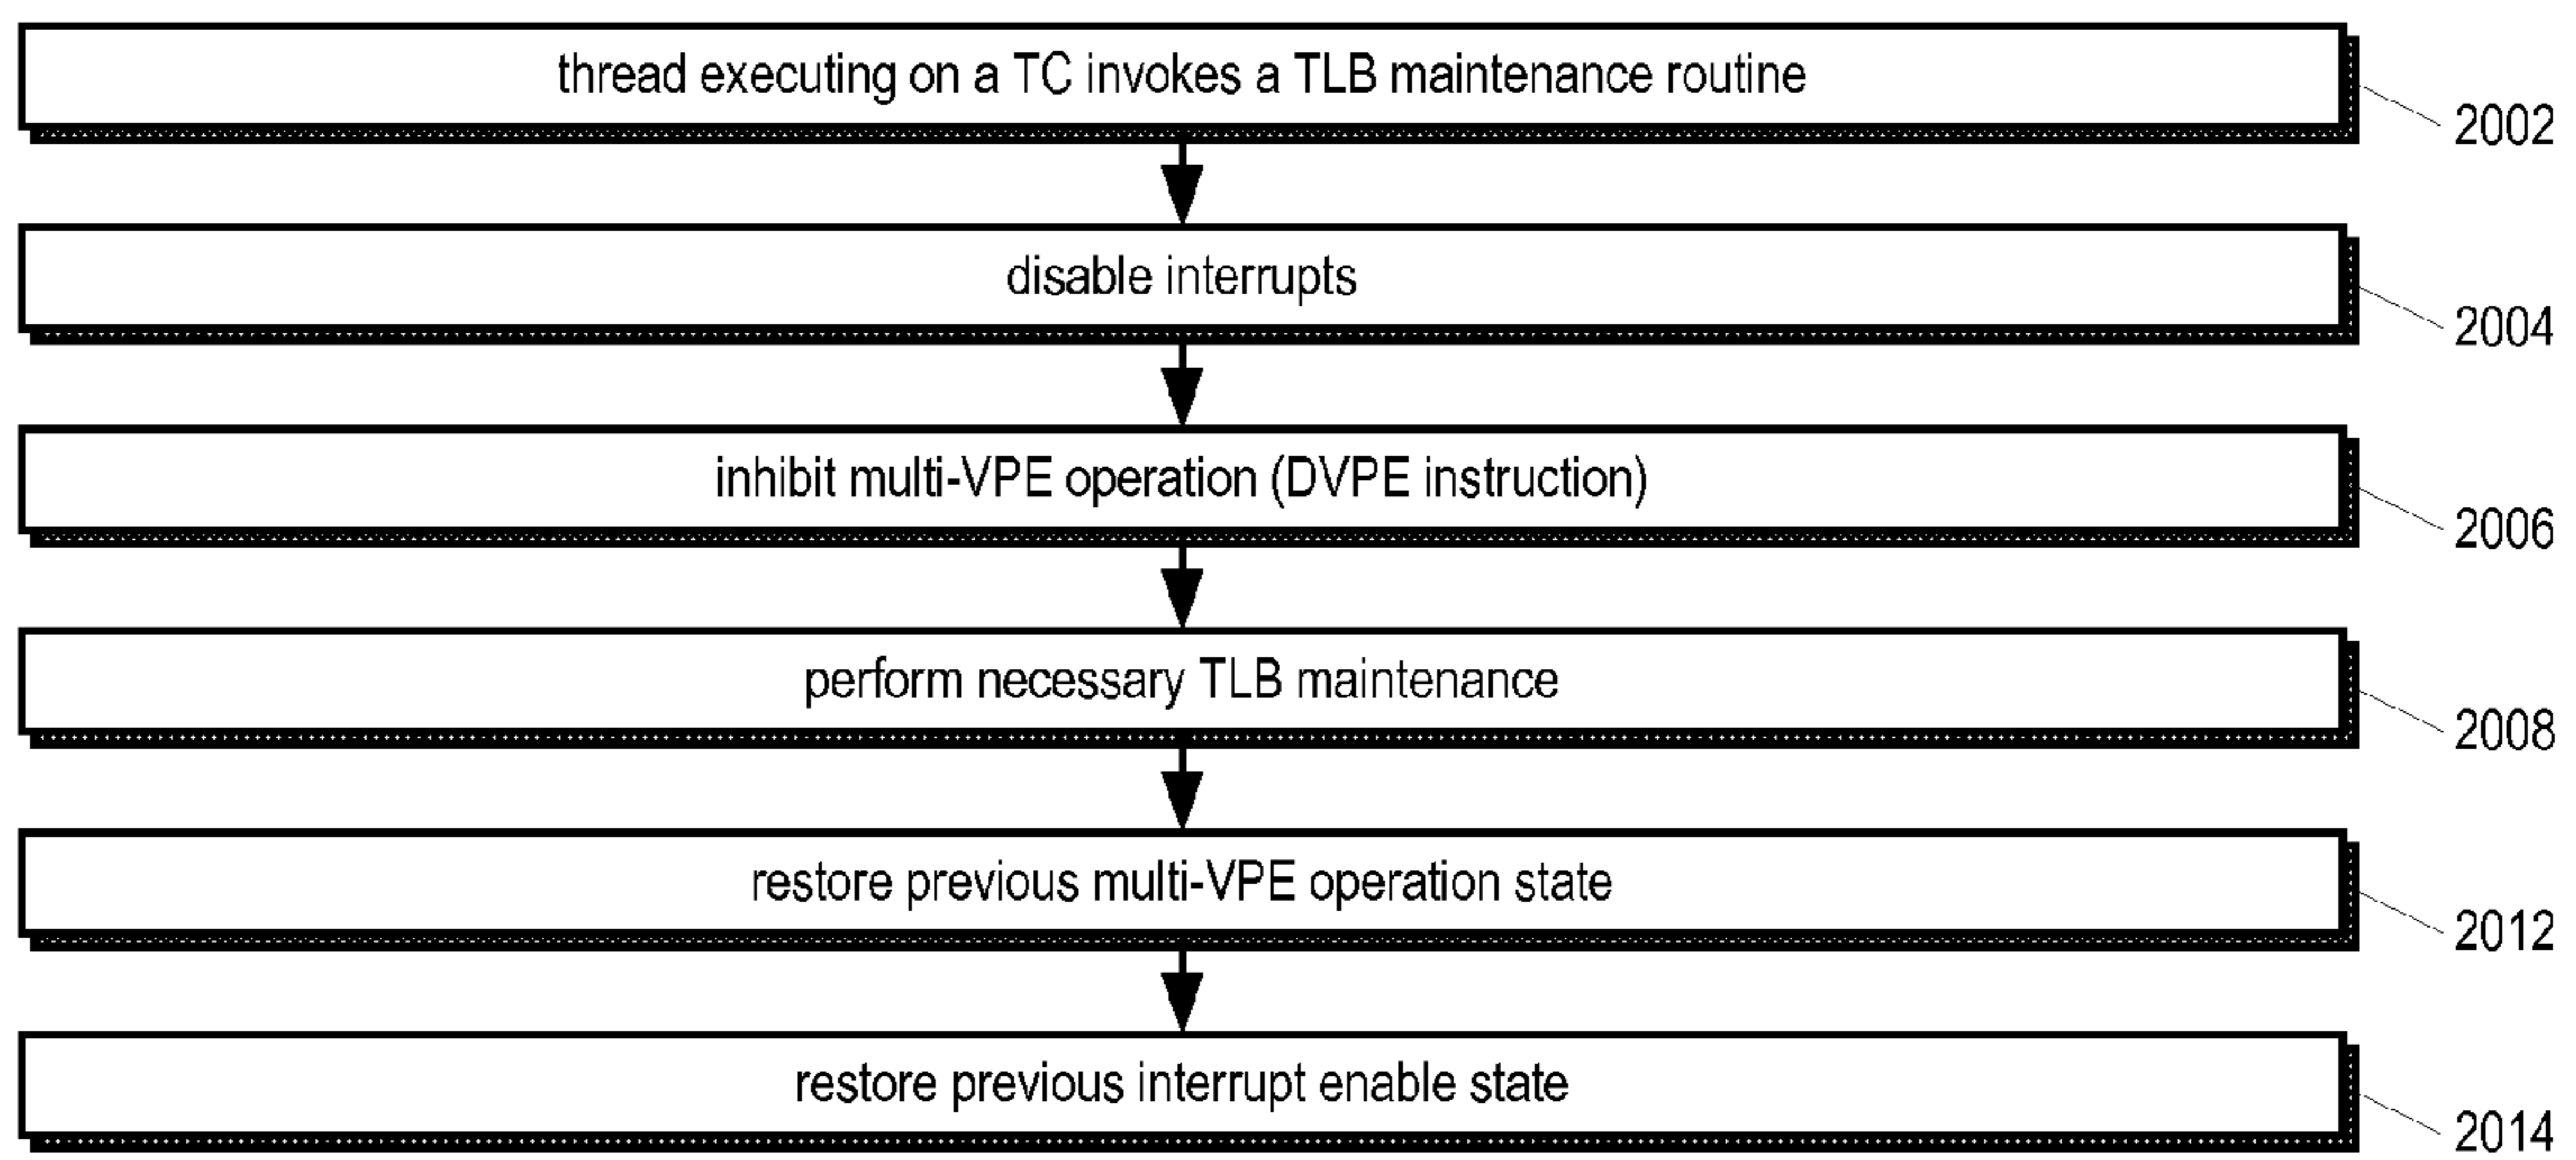 thread executing on a TC invokes a TLB maintenance routine
2002
disable interrupts
2004
inhibit multi-VPE operation (DVPE instruction)
2006
perform necessary TLB maintenance
2008
restore previous multi-VPE operation state
2012
restore previous interrupt enable state
2014